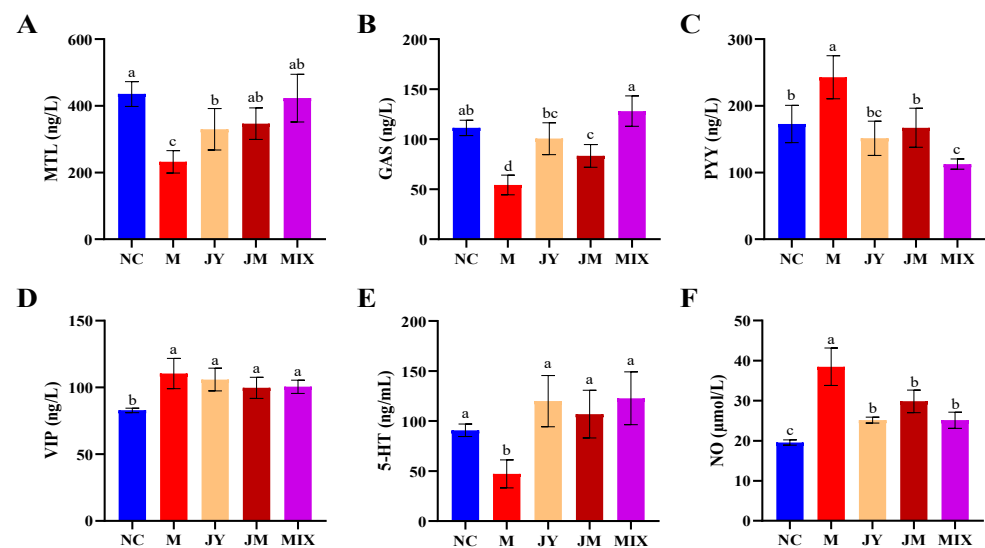 A
MTL (ng/L)
600
400
200
0
a
c
b
ab
ab
NC M JY JM MIX
B
GAS (ng/L)
200
150
100
50
0
ab
d
bc
c
a
NC M JY JM MIX
C
PYY (ng/L)
300
200
100
0
b
a
bc
b
c
NC M JY JM MIX
D
VIP (ng/L)
150
100
50
0
b
a
a
a
a
NC M JY JM MIX
E
5-HT (ng/mL)
200
150
100
50
0
a
b
a
a
a
NC M JY JM MIX
F
NO (μmol/L)
50
40
30
20
10
0
c
a
b
b
b
NC M JY JM MIX